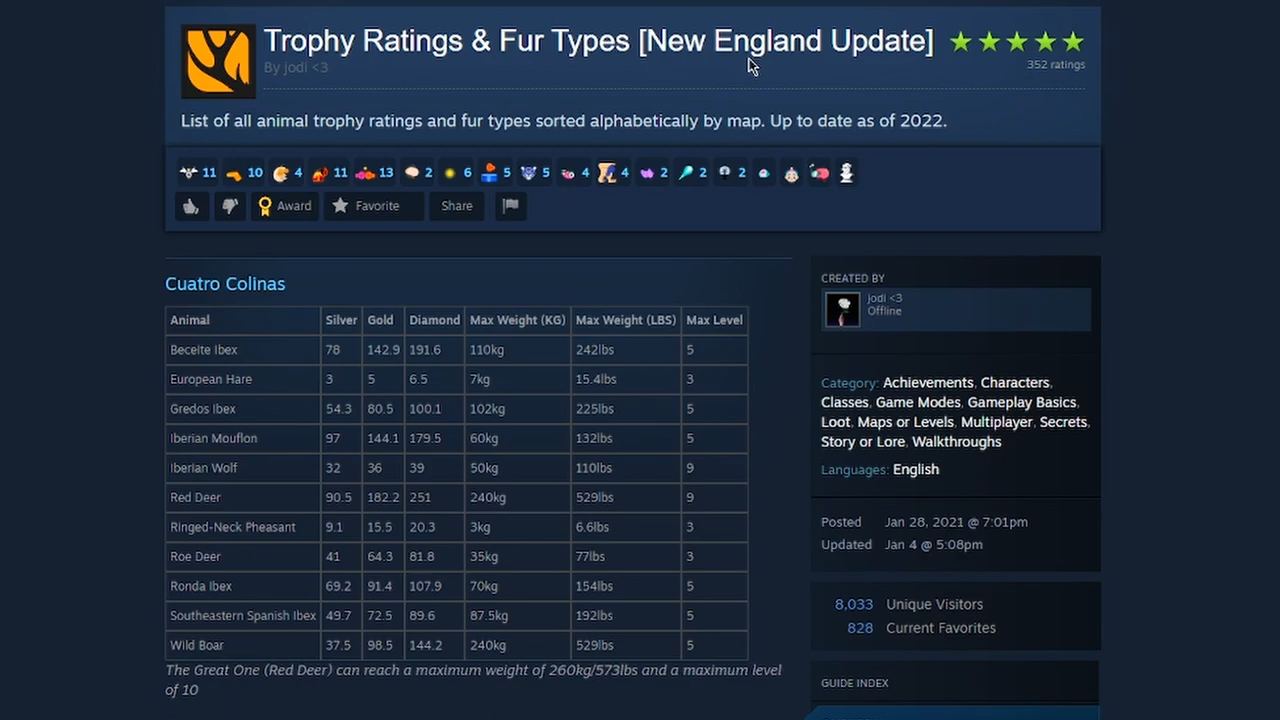 Trophy Ratings & Fur Types [New England Update]
By Jodi <3
352 ratings
List of all animal trophy ratings and fur types sorted alphabetically by map. Up to date as of 2022.
11 10 4 11 13 2 6 5 5 4 4 2 2 2
Award Favorite Share
Cuatro Colinas
Animal Silver Gold Diamond Max Weight (KG) Max Weight (LBS) Max Level
Beceite Ibex 78 142.9 191.6 110kg 242lbs 5
European Hare 3 5 6.5 7kg 15.4lbs 3
Gredos Ibex 54.3 80.5 100.1 102kg 225lbs 5
Iberian Mouflon 97 144.1 179.5 60kg 132lbs 5
Iberian Wolf 32 36 39 50kg 110lbs 9
Red Deer 90.5 182.2 251 240kg 529lbs 9
Ringed-Neck Pheasant 9.1 15.5 20.3 3kg 6.6lbs 3
Roe Deer 41 64.3 81.8 35kg 77lbs 3
Ronda Ibex 69.2 91.4 107.9 70kg 154lbs 5
Southeastern Spanish Ibex 49.7 72.5 89.6 87.5kg 192lbs 5
Wild Boar 37.5 98.5 144.2 240kg 529lbs 5
The Great One (Red Deer) can reach a maximum weight of 260kg/573lbs and a maximum level
of 10
CREATED BY
Jodi <3
Offline
Category: Achievements, Characters,
Classes, Game Modes, Gameplay Basics,
Loot, Maps or Levels, Multiplayer, Secrets,
Story or Lore, Walkthroughs
Languages: English
Posted Jan 28, 2021 @ 7:01pm
Updated Jan 4 @ 5:08pm
8,033 Unique Visitors
828 Current Favorites
GUIDE INDEX